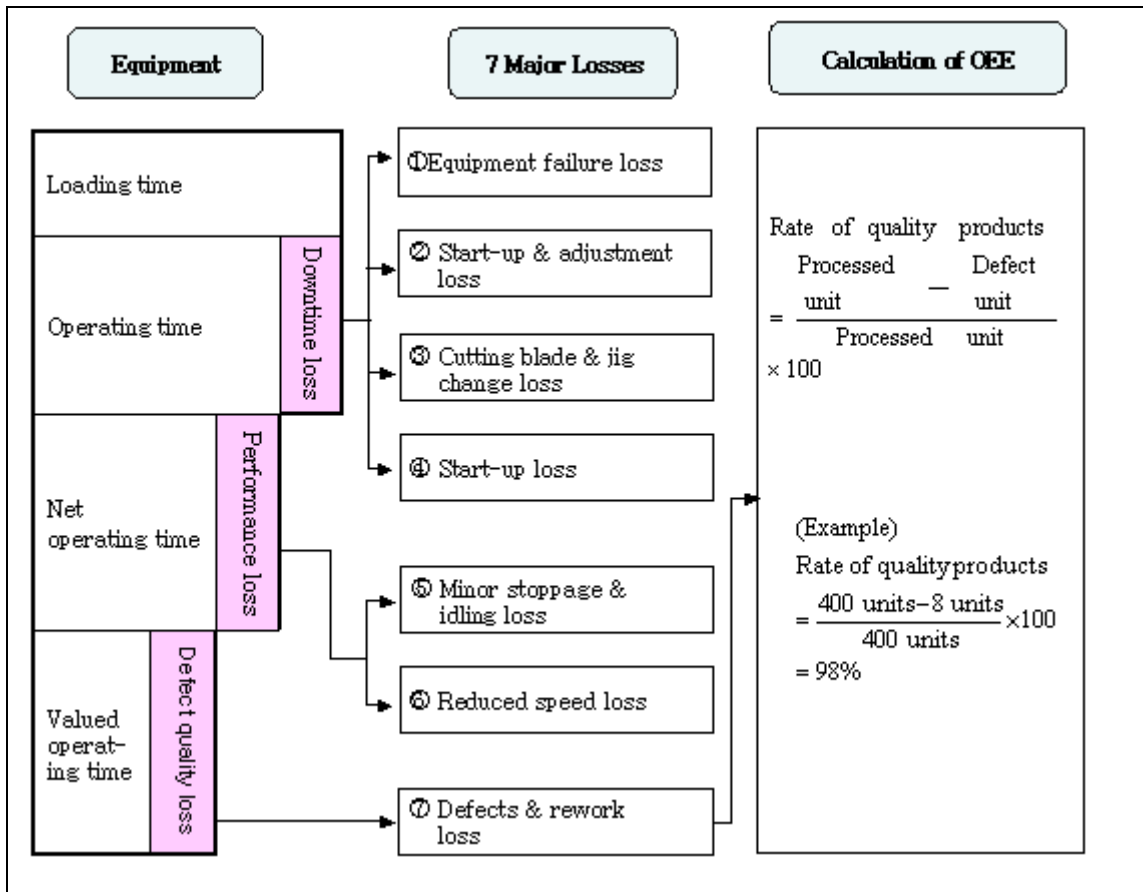 Equipment
7 Major Losses
Calculation of OEE
Loading time
Operating time
Downtime loss
Net
operating time
Performance loss
Valued
operat-
ing time
Defect quality loss
①Equipment failure loss
② Start-up & adjustment
loss
③ Cutting blade & jig
change loss
④ Start-up loss
⑤ Minor stoppage &
idling loss
⑥ Reduced speed loss
⑦ Defects & rework
loss
Rate of quality products
Processed Defect
unit − unit
=
Processed unit
× 100
(Example)
Rate of quality products
400 units-8 units
= ×100
400 units
= 98%